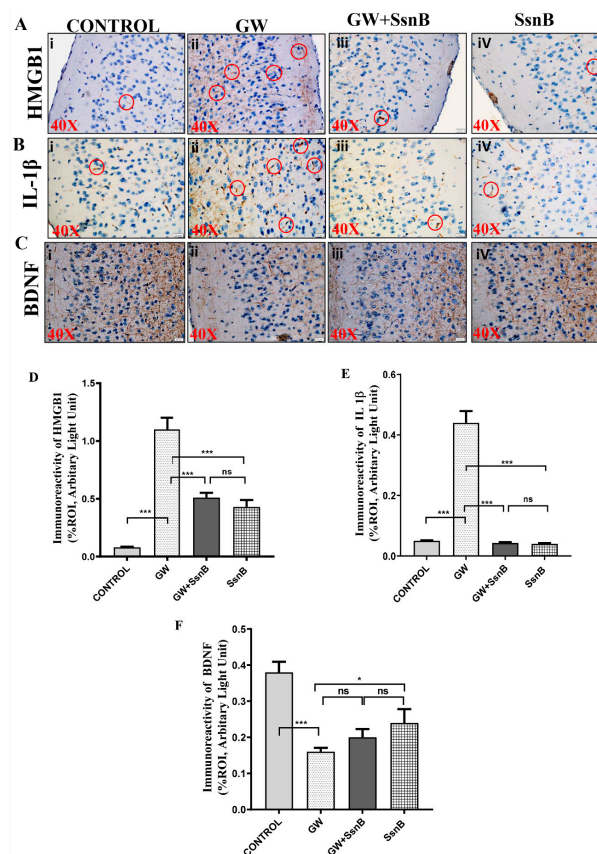 A CONTROL GW GW+SsnB SsnB
HMGB1
i ii iii iV
40X 40X 40X 40X
B
IL-1β
i ii iii iV
40X 40X 40X 40X
C
BDNF
i ii iii iV
40X 40X 40X 40X
D
Immunoreactivity of HMGB1
(%ROI, Arbitary Light Unit)
1.5
1.0
0.5
0.0
***
*** ns
***
CONTROL GW GW+SsnB SsnB
E
Immunoreactivity of IL 1β
(%ROI, Arbitary Light Unit)
0.6
0.4
0.2
0.0
***
*** *** ns
CONTROL GW GW+SsnB SsnB
F
Immunoreactivity of BDNF
(%ROI, Arbitary Light Unit)
0.4
0.3
0.2
0.1
0.0
*
ns ns
***
CONTROL GW GW+SsnB SsnB